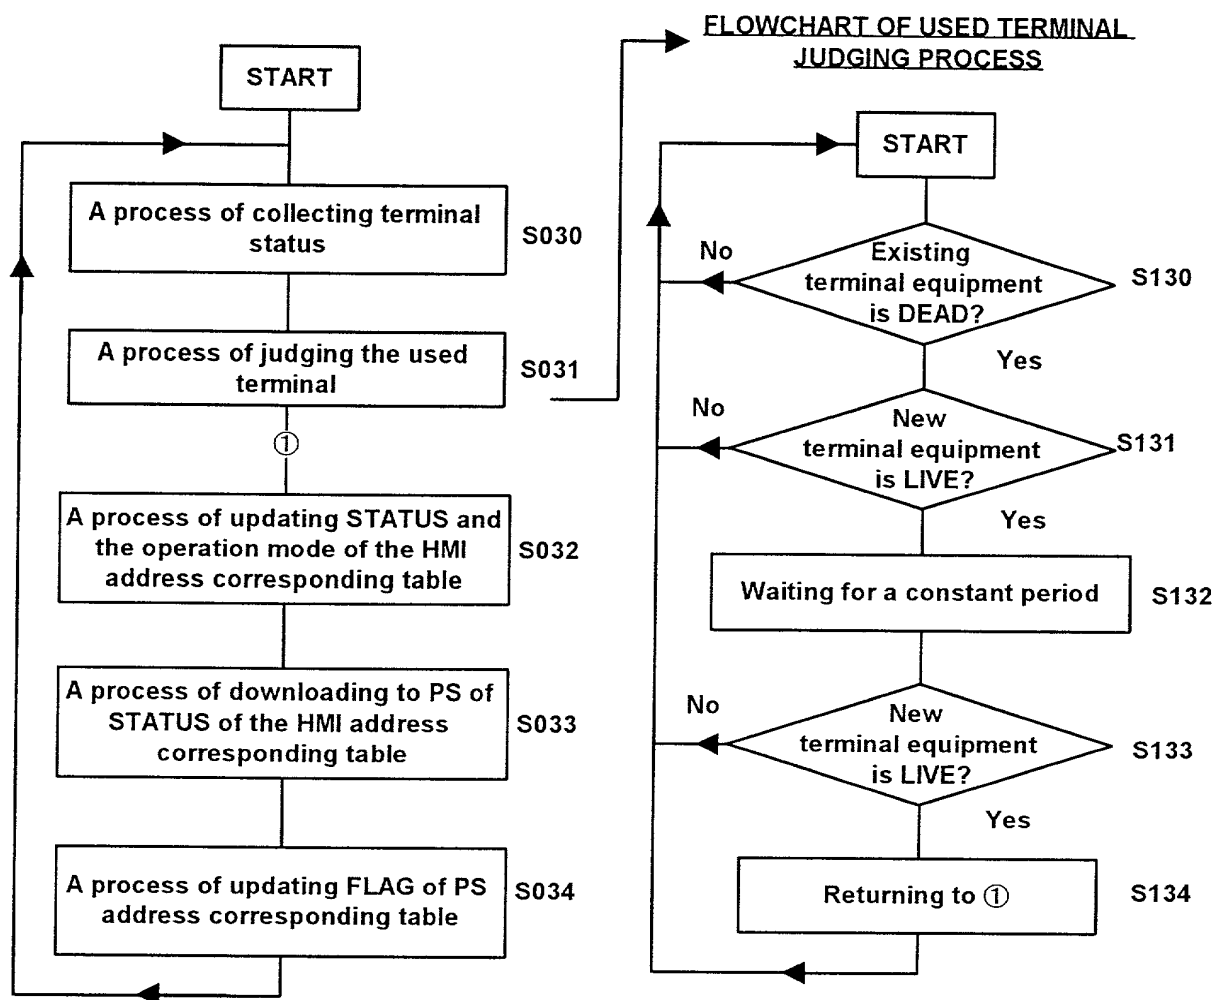 START
A process of collecting terminal
status
S030
A process of judging the used
terminal
S031
①
A process of updating STATUS and
the operation mode of the HMI
address corresponding table
S032
A process of downloading to PS of
STATUS of the HMI address
corresponding table
S033
A process of updating FLAG of PS
address corresponding table
S034
FLOWCHART OF USED TERMINAL
JUDGING PROCESS
START
Existing
terminal equipment
is DEAD?
S130
No
Yes
New
terminal equipment
is LIVE?
S131
No
Yes
Waiting for a constant period
S132
New
terminal equipment
is LIVE?
S133
No
Yes
Returning to ①
S134